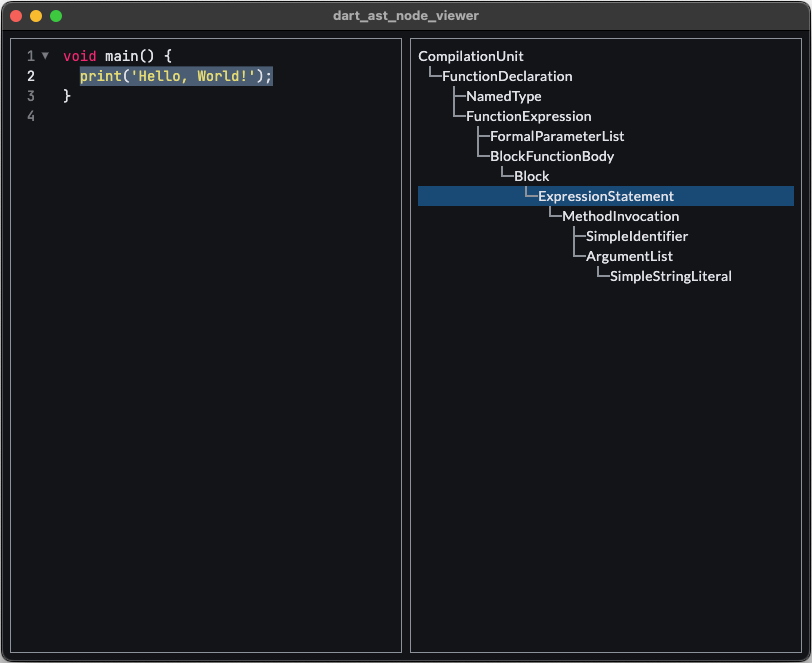 dart_ast_node_viewer
1 ▼ void main() {
2 print('Hello, World!');
3 }
4
CompilationUnit
FunctionDeclaration
NamedType
FunctionExpression
FormalParameterList
BlockFunctionBody
Block
ExpressionStatement
MethodInvocation
SimpleIdentifier
ArgumentList
SimpleStringLiteral